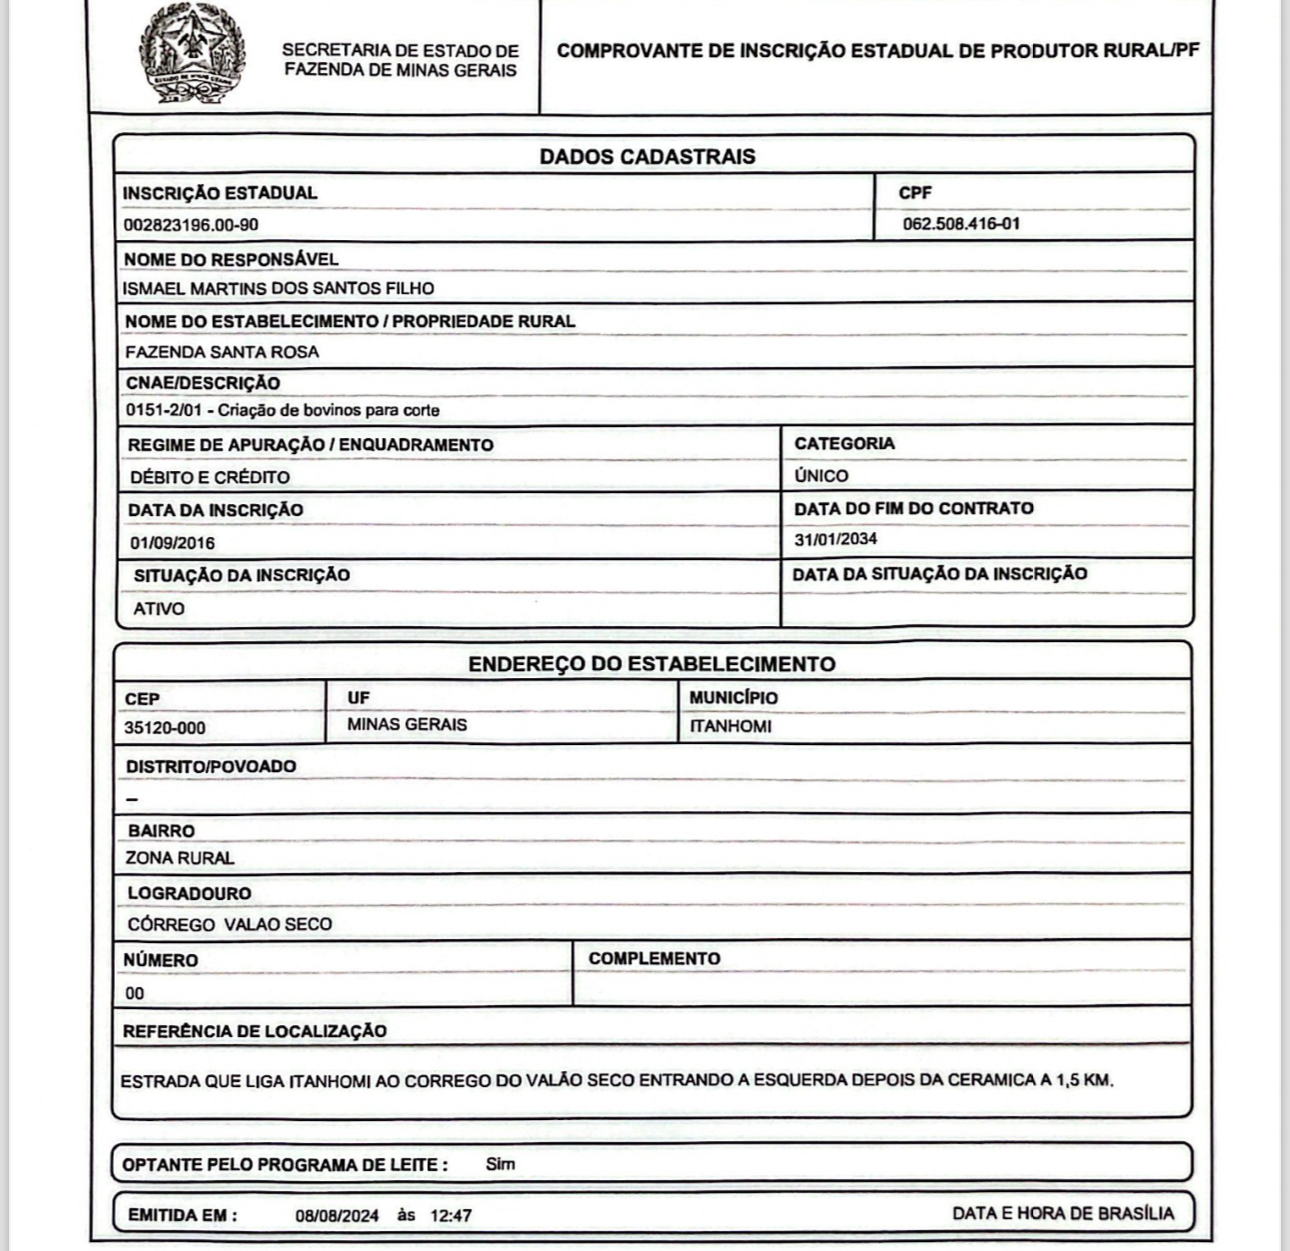 SECRETARIA DE ESTADO DE
FAZENDA DE MINAS GERAIS
COMPROVANTE DE INSCRIÇÃO ESTADUAL DE PRODUTOR RURAL/PF
DADOS CADASTRAIS
INSCRIÇÃO ESTADUAL
002823196.00-90
CPF
062.508.416-01
NOME DO RESPONSÁVEL
ISMAEL MARTINS DOS SANTOS FILHO
NOME DO ESTABELECIMENTO / PROPRIEDADE RURAL
FAZENDA SANTA ROSA
CNAE/DESCRIÇÃO
0151-2/01 - Criação de bovinos para corte
REGIME DE APURAÇÃO / ENQUADRAMENTO
DÉBITO E CRÉDITO
CATEGORIA
ÚNICO
DATA DA INSCRIÇÃO
01/09/2016
DATA DO FIM DO CONTRATO
31/01/2034
SITUAÇÃO DA INSCRIÇÃO
ATIVO
DATA DA SITUAÇÃO DA INSCRIÇÃO
ENDEREÇO DO ESTABELECIMENTO
CEP
35120-000
UF
MINAS GERAIS
MUNICÍPIO
ITANHOMI
DISTRITO/POVOADO
–
BAIRRO
ZONA RURAL
LOGRADOURO
CÓRREGO VALAO SECO
NÚMERO
00
COMPLEMENTO
REFERÊNCIA DE LOCALIZAÇÃO
ESTRADA QUE LIGA ITANHOMI AO CORREGO DO VALÃO SECO ENTRANDO A ESQUERDA DEPOIS DA CERAMICA A 1,5 KM.
OPTANTE PELO PROGRAMA DE LEITE : Sim
EMITIDA EM : 08/08/2024 às 12:47 DATA E HORA DE BRASÍLIA